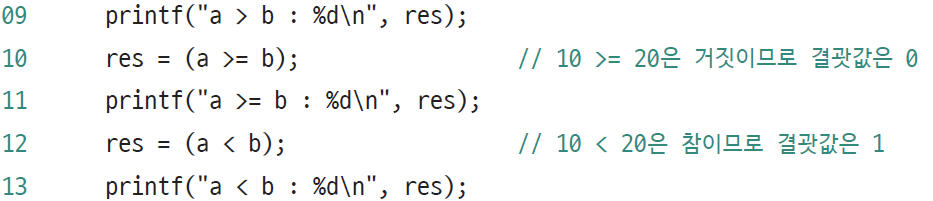 09 printf("a > b : %d\n", res);
10 res = (a >= b); // 10 >= 20은 거짓이므로 결괏값은 0
11 printf("a >= b : %d\n", res);
12 res = (a < b); // 10 < 20은 참이므로 결괏값은 1
13 printf("a < b : %d\n", res);